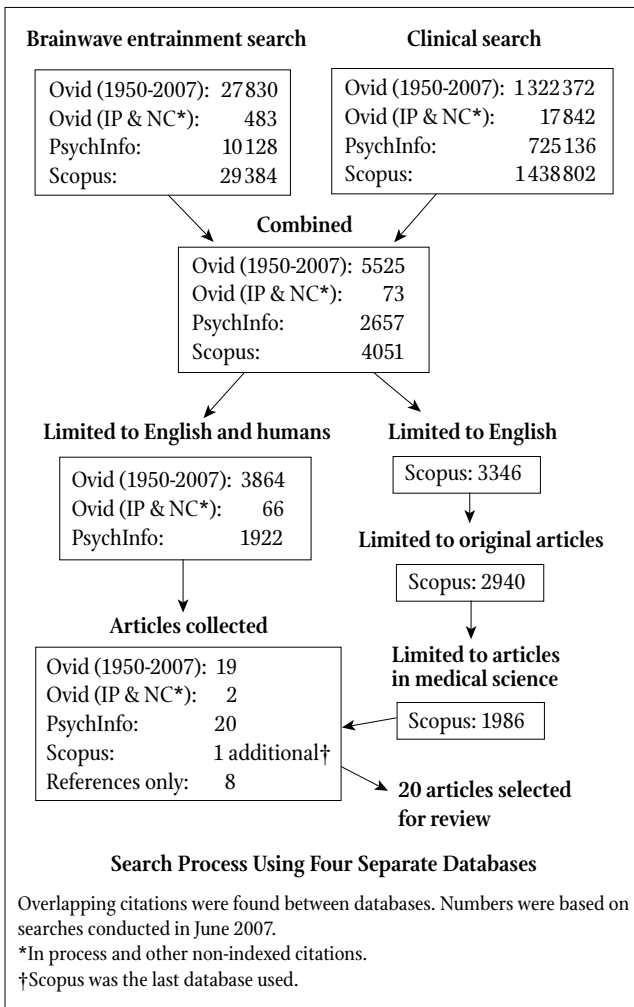 Brainwave entrainment search
Clinical search
Ovid (1950-2007): 27 830
Ovid (IP & NC*): 483
PsychInfo: 10 128
Scopus: 29 384
Ovid (1950-2007): 1 322 372
Ovid (IP & NC*): 17 842
PsychInfo: 725 136
Scopus: 1 438 802
Combined
Ovid (1950-2007): 5525
Ovid (IP & NC*): 73
PsychInfo: 2657
Scopus: 4051
Limited to English and humans
Ovid (1950-2007): 3864
Ovid (IP & NC*): 66
PsychInfo: 1922
Limited to English
Scopus: 3346
Limited to original articles
Scopus: 2940
Limited to articles
in medical science
Scopus: 1986
Articles collected
Ovid (1950-2007): 19
Ovid (IP & NC*): 2
PsychInfo: 20
Scopus: 1 additional†
References only: 8
20 articles selected
for review
Search Process Using Four Separate Databases
Overlapping citations were found between databases. Numbers were based on
searches conducted in June 2007.
*In process and other non-indexed citations.
†Scopus was the last database used.